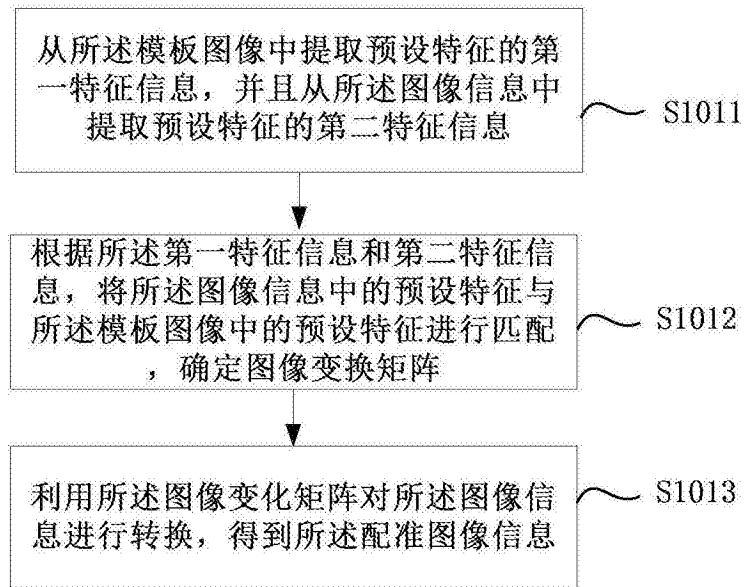 从所述模板图像中提取预设特征的第
一特征信息，并且从所述图像信息中
提取预设特征的第二特征信息
S1011
根据所述第一特征信息和第二特征信
息，将所述图像信息中的预设特征与
所述模板图像中的预设特征进行匹配
，确定图像变换矩阵
S1012
利用所述图像变化矩阵对所述图像信
息进行转换，得到所述配准图像信息
S1013